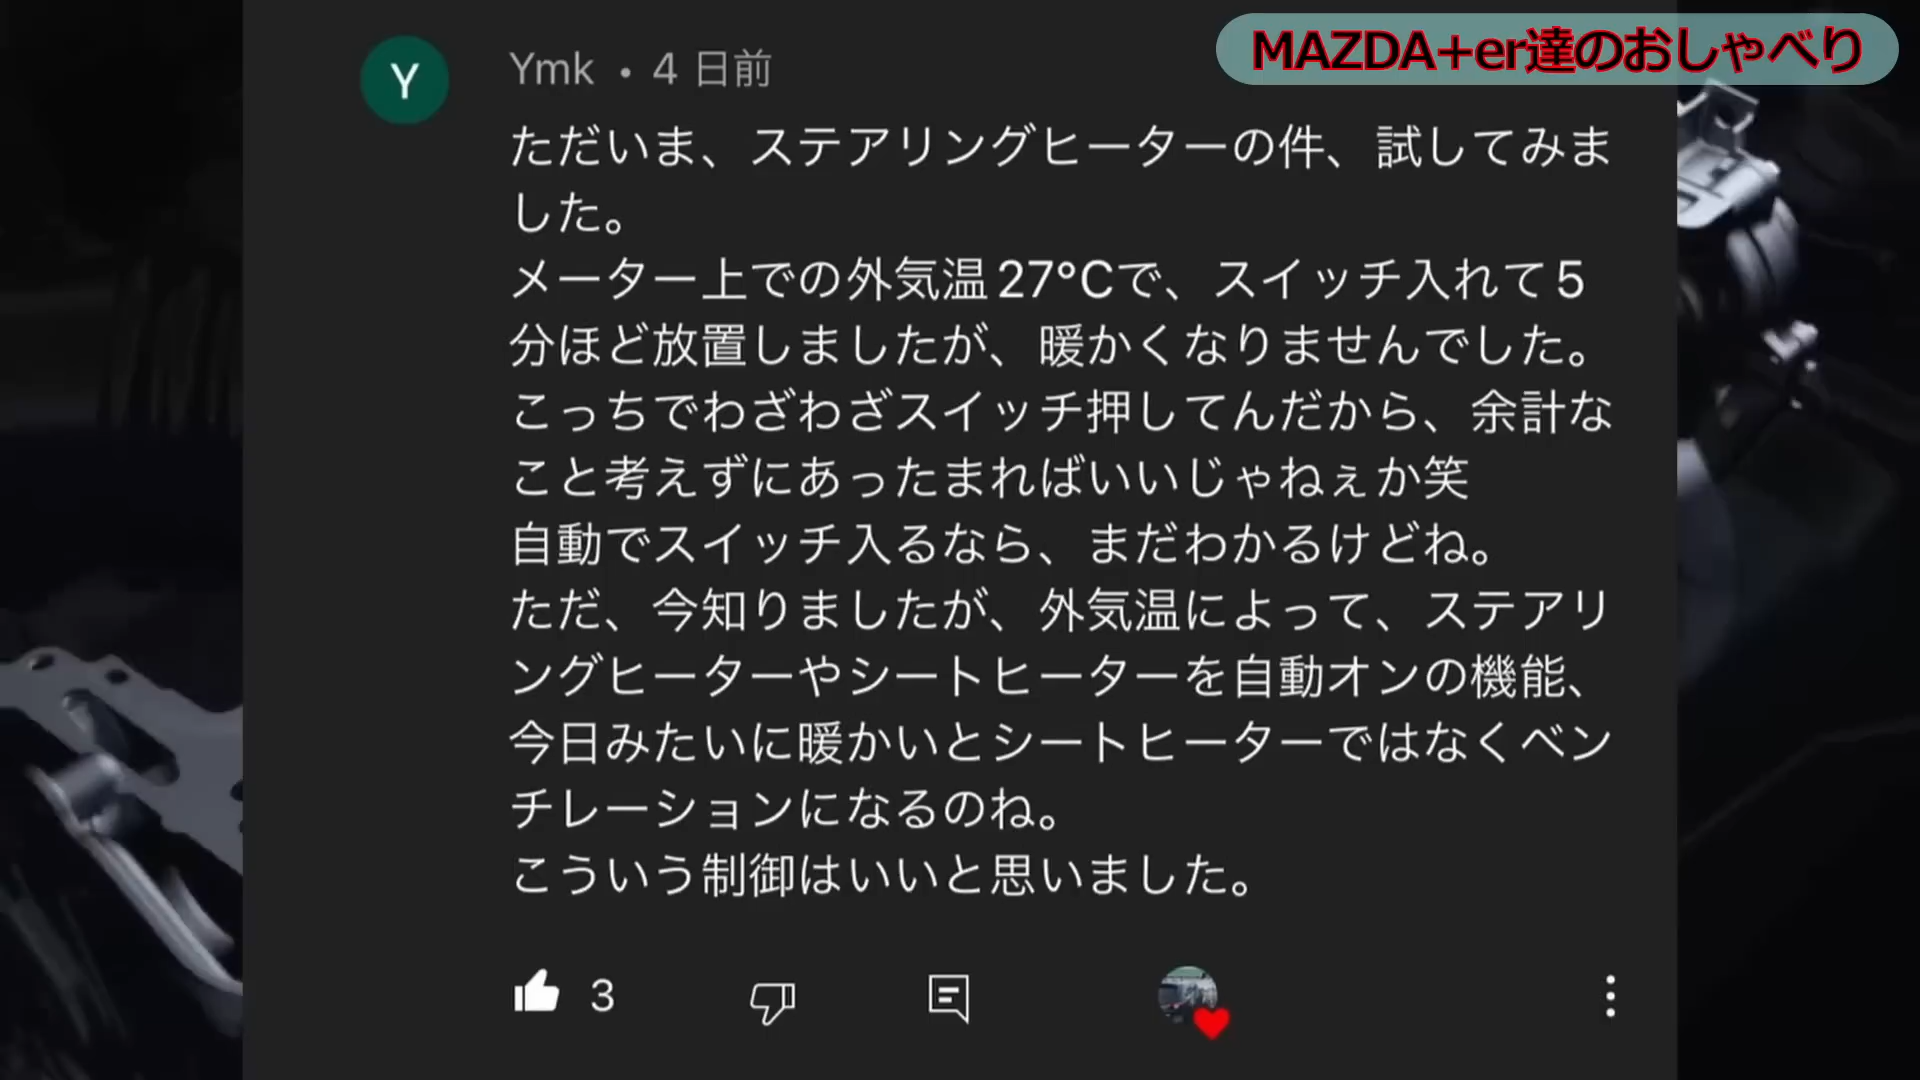 MAZDA+er達のおしゃべり
Y
Ymk・4 日前
ただいま、ステアリングヒーターの件、試してみま
した。
メーター上での外気温27°Cで、スイッチ入れて5
分ほど放置しましたが、暖かくなりませんでした。
こっちでわざわざスイッチ押してんだから、余計な
こと考えずにあったまればいいじゃねぇか笑
自動でスイッチ入るなら、まだわかるけどね。
ただ、今知りましたが、外気温によって、ステアリ
ングヒーターやシートヒーターを自動オンの機能、
今日みたいに暖かいとシートヒーターではなくベン
チレーションになるのね。
こういう制御はいいと思いました。
3